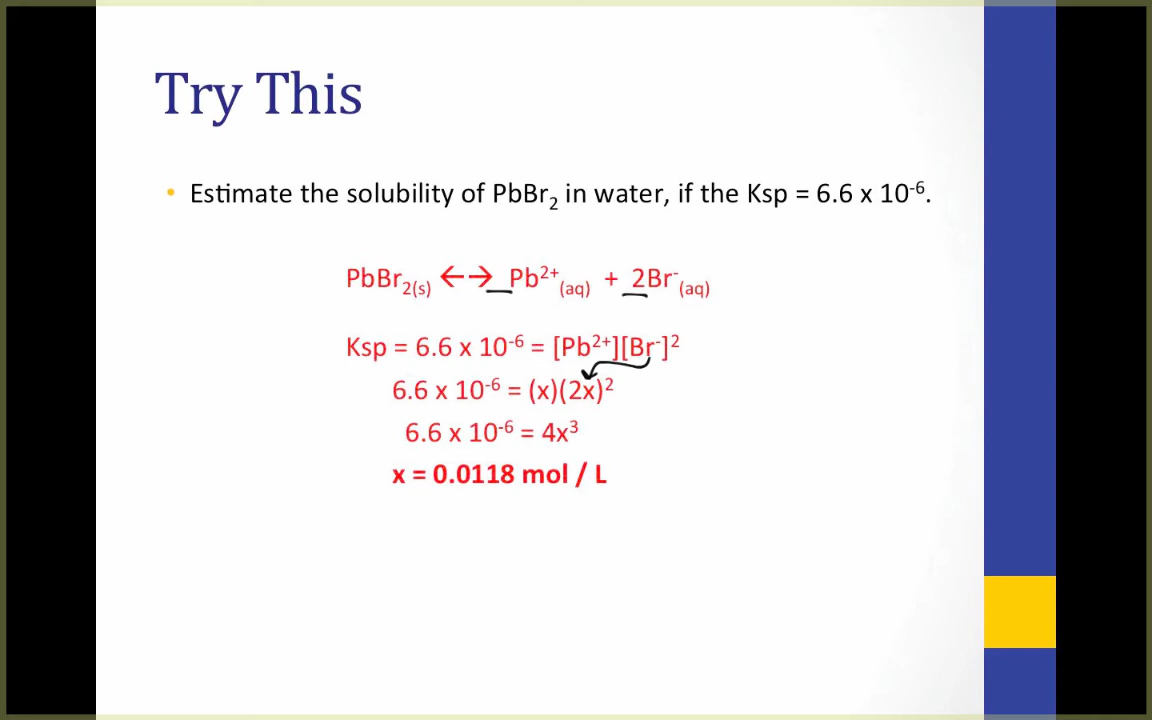 Try This
• Estimate the solubility of PbBr₂ in water, if the Ksp = 6.6 x 10⁻⁶.
PbBr₂₍ₛ₎ ←→ _ Pb²⁺(aq) + 2Br⁻(aq)
Ksp = 6.6 x 10⁻⁶ = [Pb²⁺][Br⁻]²
6.6 x 10⁻⁶ = (x)(2x)²
6.6 x 10⁻⁶ = 4x³
x = 0.0118 mol / L